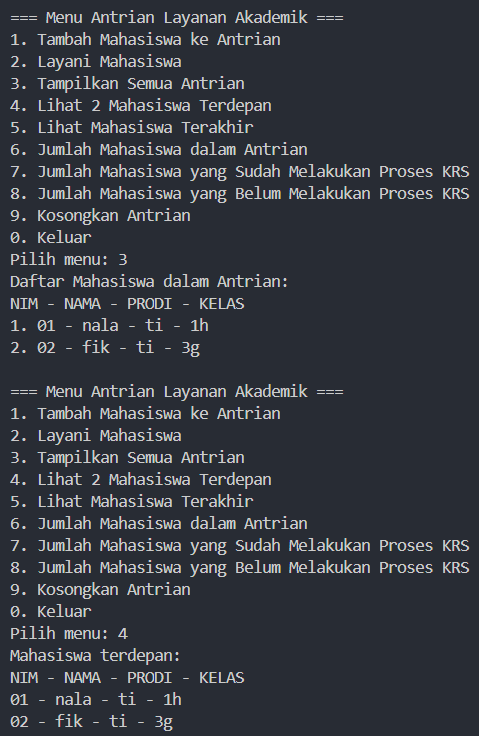 === Menu Antrian Layanan Akademik ===
1. Tambah Mahasiswa ke Antrian
2. Layani Mahasiswa
3. Tampilkan Semua Antrian
4. Lihat 2 Mahasiswa Terdepan
5. Lihat Mahasiswa Terakhir
6. Jumlah Mahasiswa dalam Antrian
7. Jumlah Mahasiswa yang Sudah Melakukan Proses KRS
8. Jumlah Mahasiswa yang Belum Melakukan Proses KRS
9. Kosongkan Antrian
0. Keluar
Pilih menu: 3
Daftar Mahasiswa dalam Antrian:
NIM - NAMA - PRODI - KELAS
1. 01 - nala - ti - 1h
2. 02 - fik - ti - 3g
=== Menu Antrian Layanan Akademik ===
1. Tambah Mahasiswa ke Antrian
2. Layani Mahasiswa
3. Tampilkan Semua Antrian
4. Lihat 2 Mahasiswa Terdepan
5. Lihat Mahasiswa Terakhir
6. Jumlah Mahasiswa dalam Antrian
7. Jumlah Mahasiswa yang Sudah Melakukan Proses KRS
8. Jumlah Mahasiswa yang Belum Melakukan Proses KRS
9. Kosongkan Antrian
0. Keluar
Pilih menu: 4
Mahasiswa terdepan:
NIM - NAMA - PRODI - KELAS
01 - nala - ti - 1h
02 - fik - ti - 3g